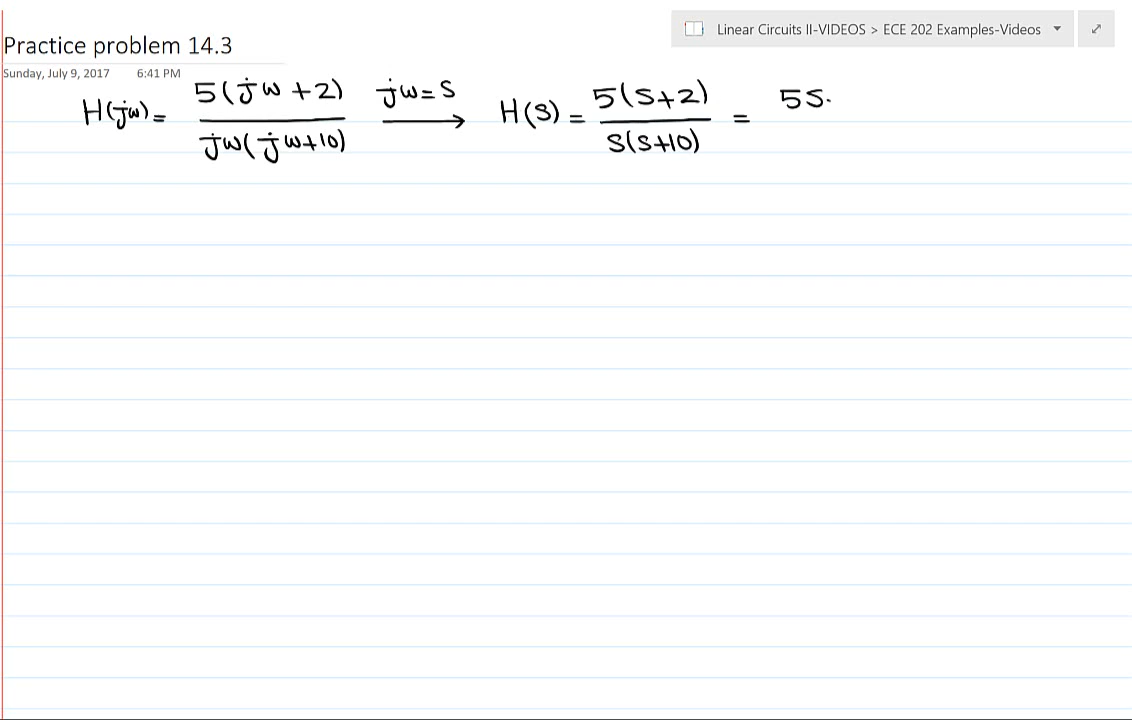 Linear Circuits II-VIDEOS > ECE 202 Examples-Videos
Practice problem 14.3
Sunday, July 9, 2017 6:41 PM
H(jω) = 5(jω+2) / jω(jω+10) jω=s → H(s) = 5(s+2) / s(s+10) = 5s.